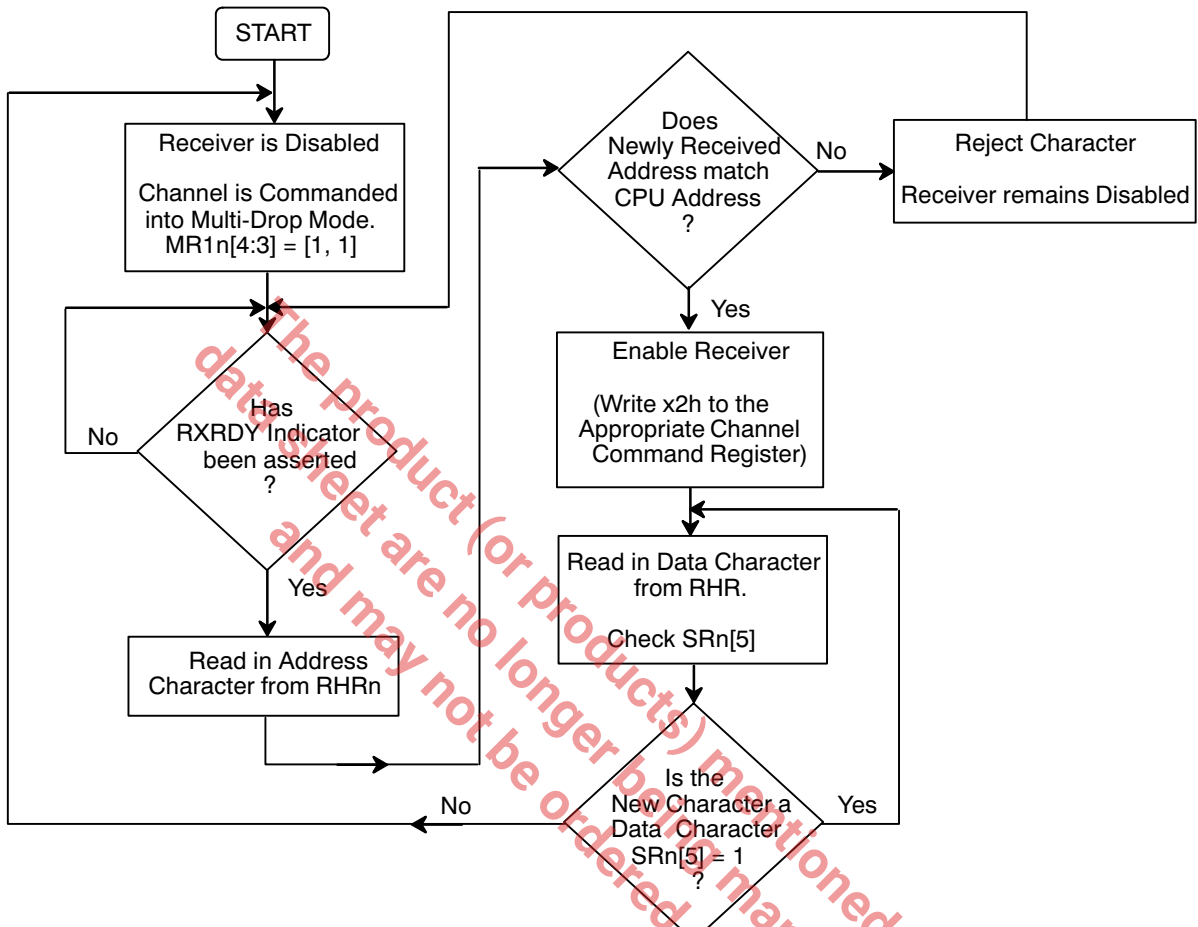 START
Receiver is Disabled
Channel is Commanded
into Multi-Drop Mode.
MR1n[4:3] = [1, 1]
Has
RXRDY Indicator
been asserted
?
No
Yes
Read in Address
Character from RHRn
Does
Newly Received
Address match
CPU Address
?
No
Reject Character
Receiver remains Disabled
Yes
Enable Receiver
(Write x2h to the
Appropriate Channel
Command Register)
Read in Data Character
from RHR.
Check SRn[5]
Is the
New Character a
Data Character
SRn[5] = 1
?
Yes
No
The product (or products) mentioned
data sheet are no longer being
and may not be ordered